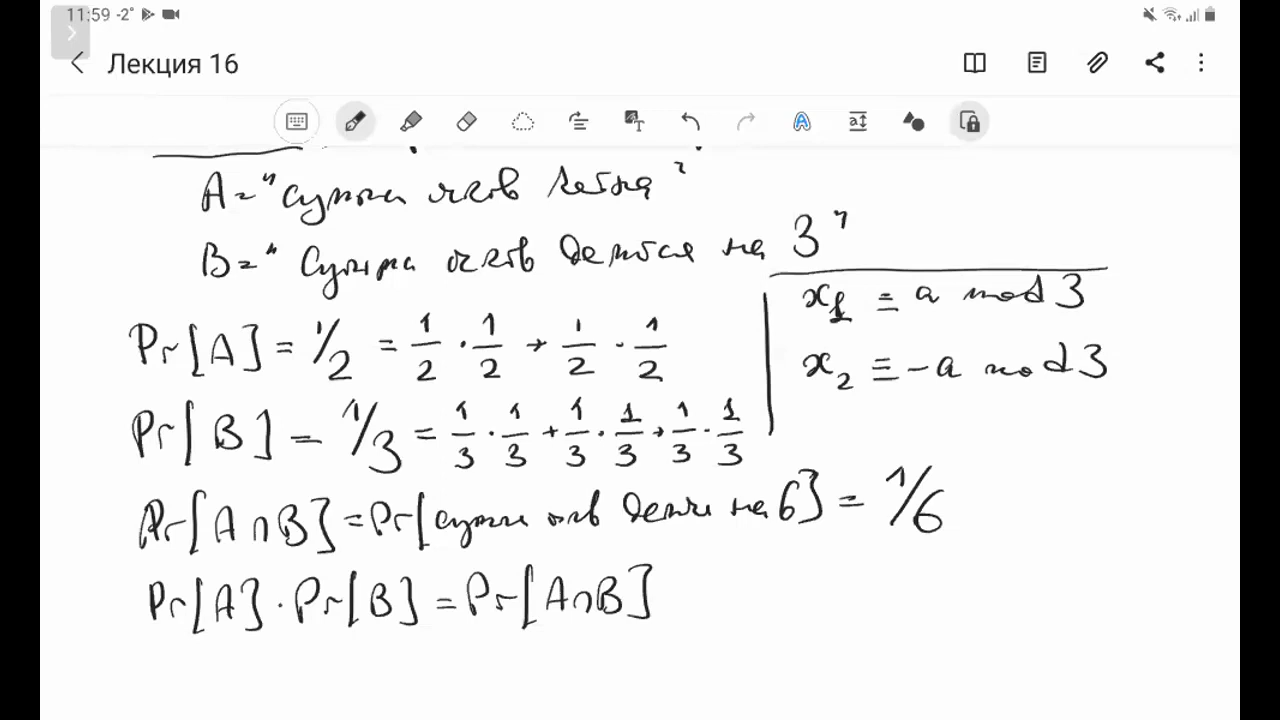 11:59 -2°
Лекция 16
A = "сумма очков четна"
B = " сумма очков делится на 3"
x₁ ≡ a mod 3
x₂ ≡ -a mod 3
Pr[A] = 1/2 = 1/2 · 1/2 + 1/2 · 1/2
Pr[B] = 1/3 = 1/3 · 1/3 + 1/3 · 1/3 + 1/3 · 1/3
Pr[A∩B] = Pr[сумма очков делит на 6] = 1/6
Pr[A] · Pr[B] = Pr[A∩B]